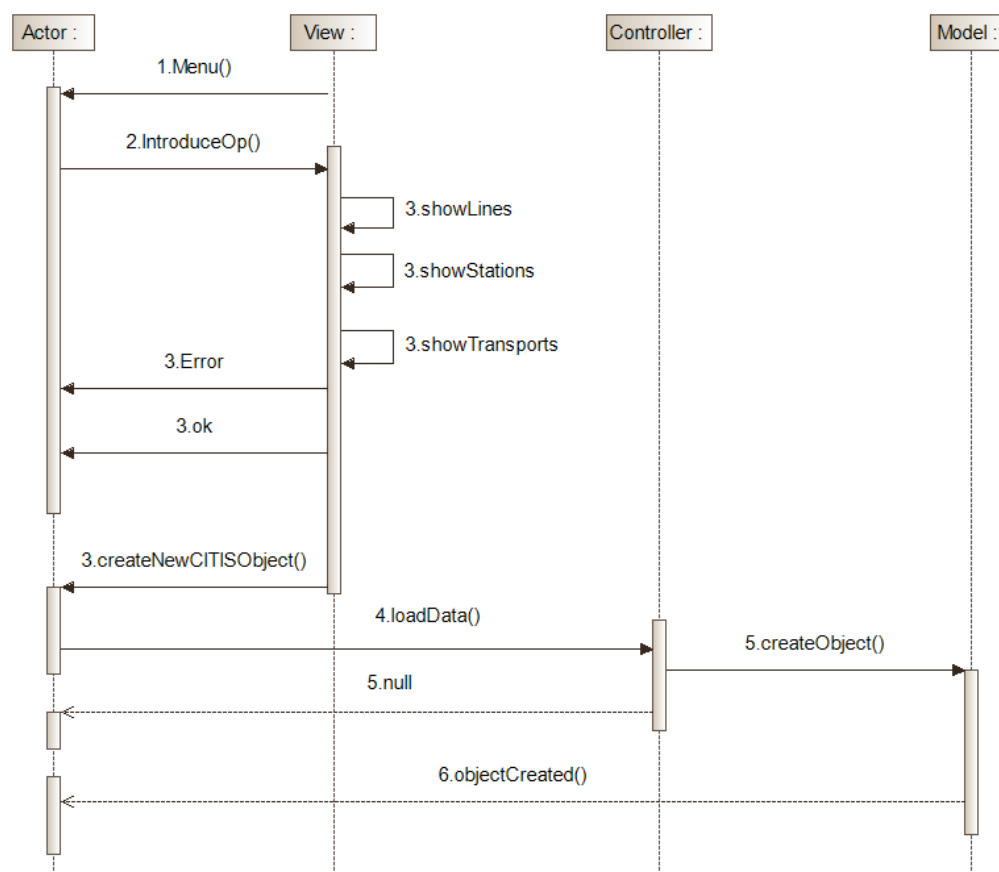 Actor :
View :
Controller :
Model :
1.Menu()
2.IntroduceOp()
3.showLines
3.showStations
3.showTransports
3.Error
3.ok
3.createNewCITISObject()
4.loadData()
5.createObject()
5.null
6.objectCreated()